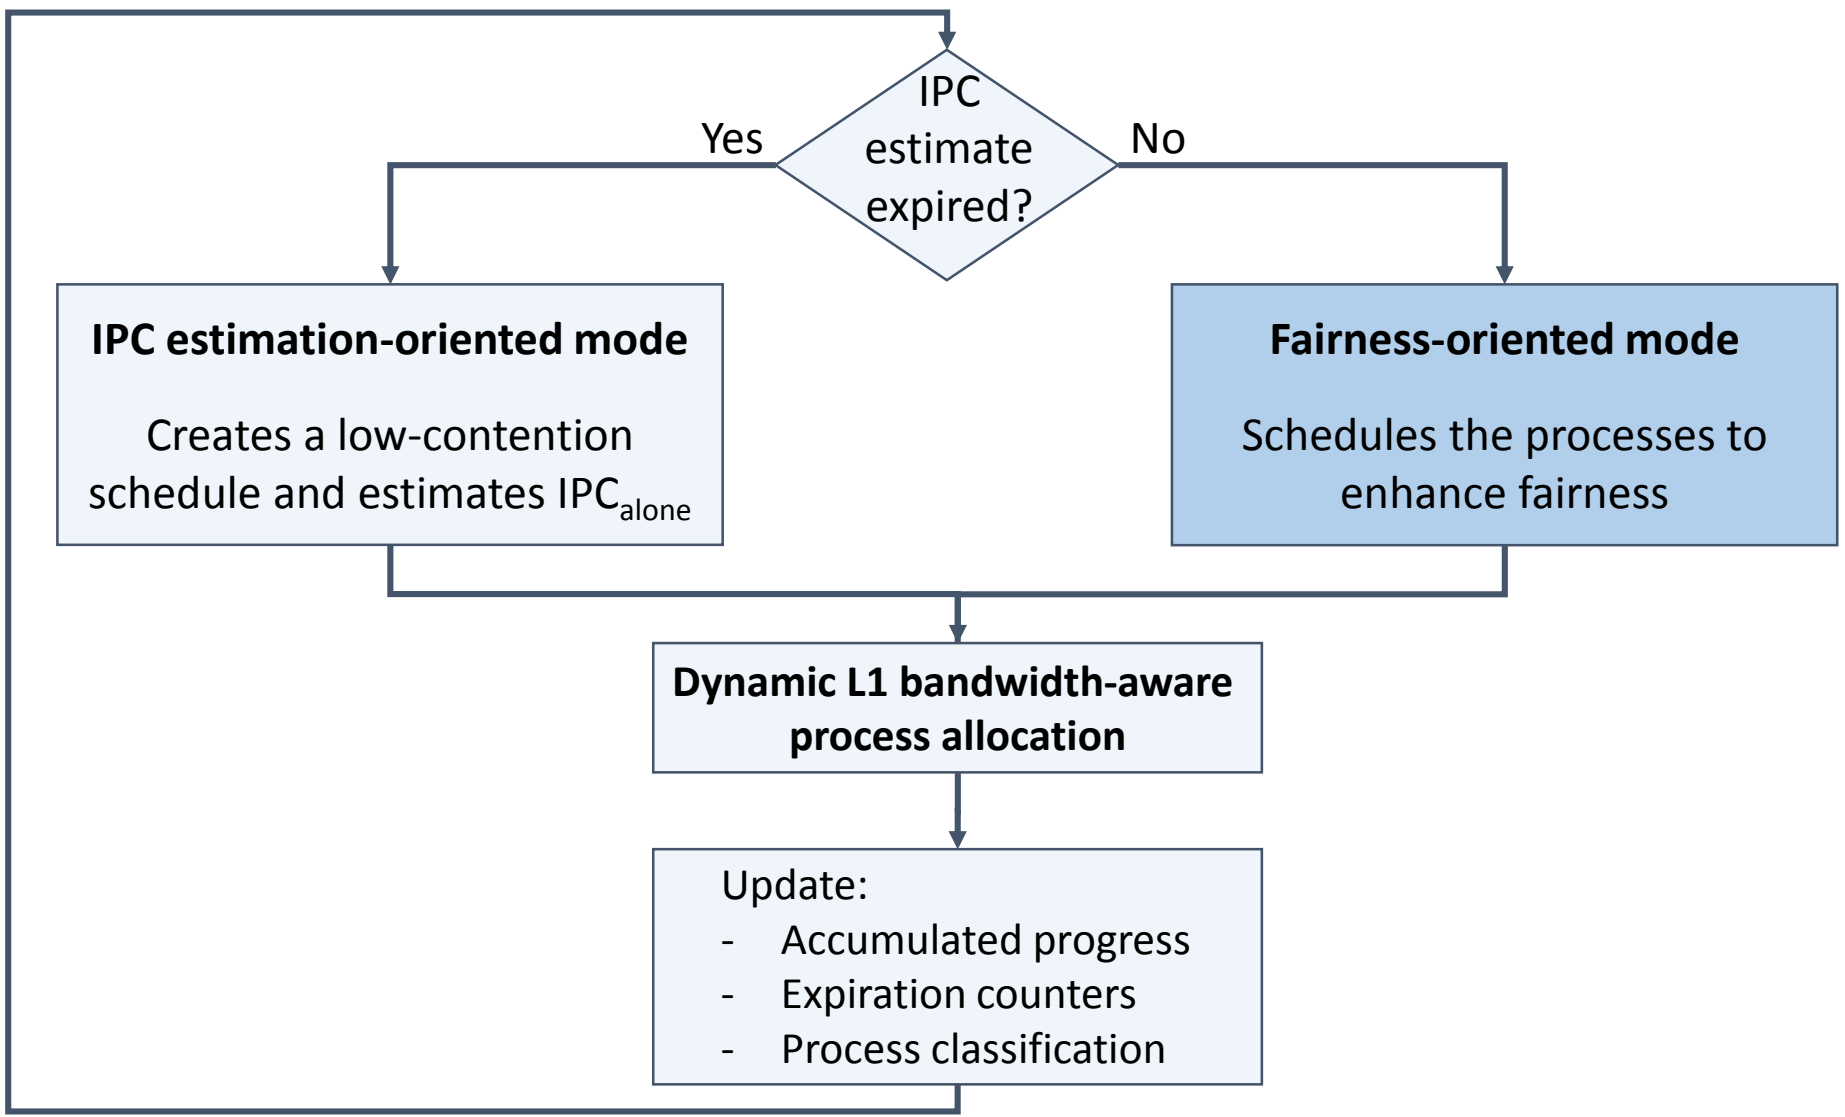 IPC
estimate
expired?
Yes
No
IPC estimation-oriented mode
Creates a low-contention
schedule and estimates IPCalone
Fairness-oriented mode
Schedules the processes to
enhance fairness
Dynamic L1 bandwidth-aware
process allocation
Update:
- Accumulated progress
- Expiration counters
- Process classification